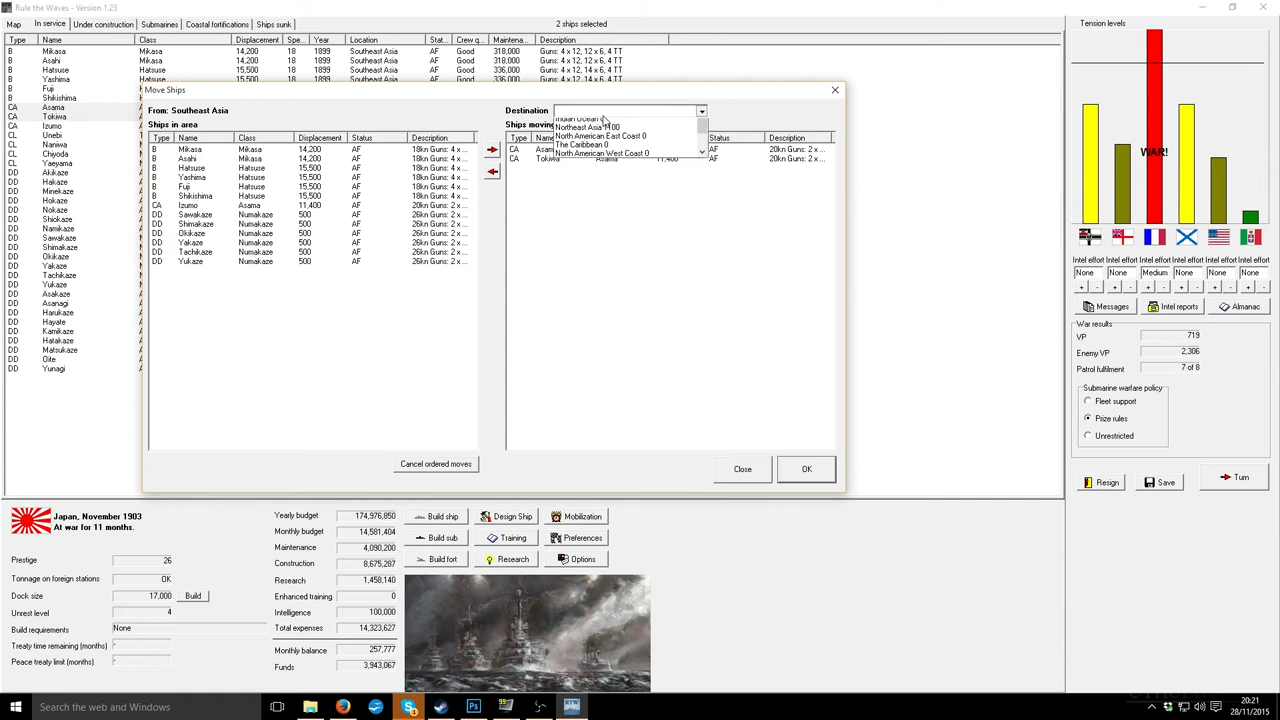 Rule the Waves - Version 1.23
Map In service Under construction Submarines Coastal fortifications Ships sunk 2 ships selected
Type Name Class Displacement Spe... Year Location Stat... Crew q... Maintena... Description
B Mikasa Mikasa 14,200 18 1899 Southeast Asia AF Good 318,000 Guns: 4 x 12, 12 x 6, 4 TT
B Asahi Mikasa 14,200 18 1899 Southeast Asia AF Good 318,000 Guns: 4 x 12, 12 x 6, 4 TT
B Hatsuse Hatsuse 15,500 18 1899 Southeast Asia AF Good 336,000 Guns: 4 x 12, 14 x 6, 4 TT
B Yashima Hatsuse 15,500 18 1899 Southeast Asia AF Good 336,000 Guns: 4 x 12, 14 x 6, 4 TT
B Fuji
B Shikishima
CA Asama
CA Tokiwa
CA Izumo
CL Unebi
CL Naniwa
CL Chiyoda
CL Yaeyama
DD Akikaze
DD Hakaze
DD Minekaze
DD Hokaze
DD Nokaze
DD Shiokaze
DD Namikaze
DD Sawakaze
DD Shimakaze
DD Okikaze
DD Yakaze
DD Tachikaze
DD Yukaze
DD Asakaze
DD Asanagi
DD Harukaze
DD Hayate
DD Kamikaze
DD Hatakaze
DD Matsukaze
DD Oite
DD Yunagi
Move Ships
From: Southeast Asia
Ships in area
Type Name Class Displacement Status Description
B Mikasa Mikasa 14,200 AF 18kn Guns: 4 x ...
B Asahi Mikasa 14,200 AF 18kn Guns: 4 x ...
B Hatsuse Hatsuse 15,500 AF 18kn Guns: 4 x ...
B Yashima Hatsuse 15,500 AF 18kn Guns: 4 x ...
B Fuji Hatsuse 15,500 AF 18kn Guns: 4 x ...
B Shikishima Hatsuse 15,500 AF 18kn Guns: 4 x ...
CA Izumo Asama 11,400 AF 20kn Guns: 2 x ...
DD Sawakaze Numakaze 500 AF 26kn Guns: 2 x ...
DD Shimakaze Numakaze 500 AF 26kn Guns: 2 x ...
DD Okikaze Numakaze 500 AF 26kn Guns: 2 x ...
DD Yakaze Numakaze 500 AF 26kn Guns: 2 x ...
DD Tachikaze Numakaze 500 AF 26kn Guns: 2 x ...
DD Yukaze Numakaze 500 AF 26kn Guns: 2 x ...
Cancel ordered moves
Destination
Indian Ocean
Northeast Asia 1100
North American East Coast 0
The Caribbean 0
North American West Coast 0
Ships moving
Type Status Description
CA AF 20kn Guns: 2 x ...
CA Tokiwa Asama 11,400 AF 20kn Guns: 2 x ...
Close OK
Tension levels
WAR!
Intel effort Intel effort Intel effort Intel effort Intel effort Intel effort
None None Medium None None None
+ - + - + - + - + - + -
Messages Intel reports Almanac
War results
VP 719
Enemy VP 2,306
Patrol fulfilment 7 of 8
Submarine warfare policy
Fleet support
Prize rules
Unrestricted
Resign Save Turn
Japan, November 1903
At war for 11 months.
Prestige 26
Tonnage on foreign stations OK
Dock size 17,000 Build
Unrest level 4
Build requirements None
Treaty time remaining (months) -
Peace treaty limit (months) -
Yearly budget 174,976,850
Monthly budget 14,581,404
Maintenance 4,090,200
Construction 8,675,287
Research 1,458,140
Enhanced training 0
Intelligence 100,000
Total expenses 14,323,627
Monthly balance 257,777
Funds 3,943,067
Build ship Design Ship Mobilization
Build sub Training Preferences
Build fort Research Options
Search the web and Windows
20:21
28/11/2015